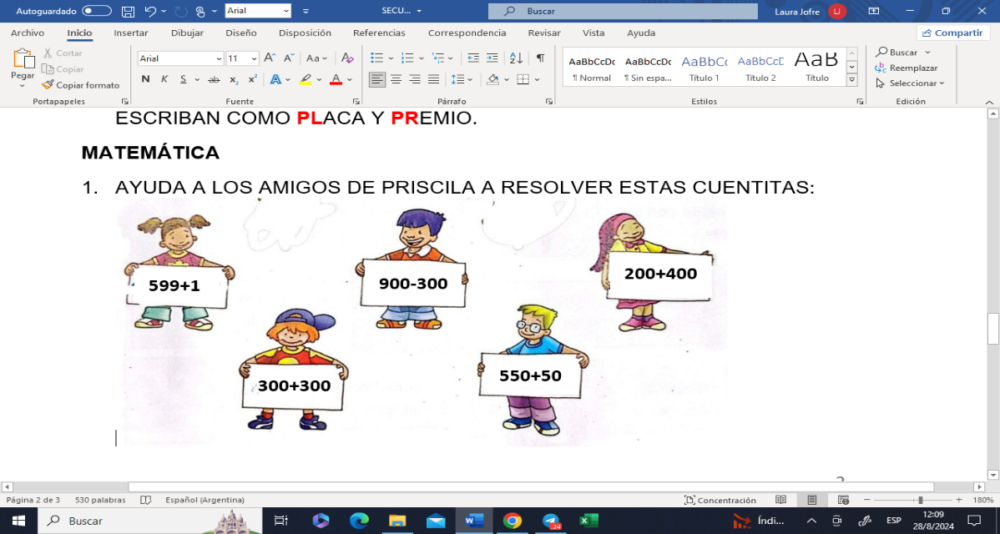 Autoguardado Arial SECU... Buscar Laura Jofre LJ
Archivo Inicio Insertar Dibujar Diseño Disposición Referencias Correspondencia Revisar Vista Ayuda Compartir
Pegar
Cortar
Copiar
Copiar formato
Portapapeles
Arial 11 Aa
N K S ab x₂ x² A A
Fuente
Párrafo
AaBbCcDc AaBbCcDc AaBbCc AaBbCcD AaB
¶ Normal ¶ Sin espa... Título 1 Título 2 Título
Estilos
Buscar
Reemplazar
Seleccionar
Edición
ESCRIBAN COMO PLACA Y PREMIO.
MATEMÁTICA
1. AYUDA A LOS AMIGOS DE PRISCILA A RESOLVER ESTAS CUENTITAS:
599+1
900-300
200+400
300+300
550+50
Página 2 de 3 530 palabras Español (Argentina) Concentración 180%
Buscar 24 Índi... ESP 12:09
28/8/2024